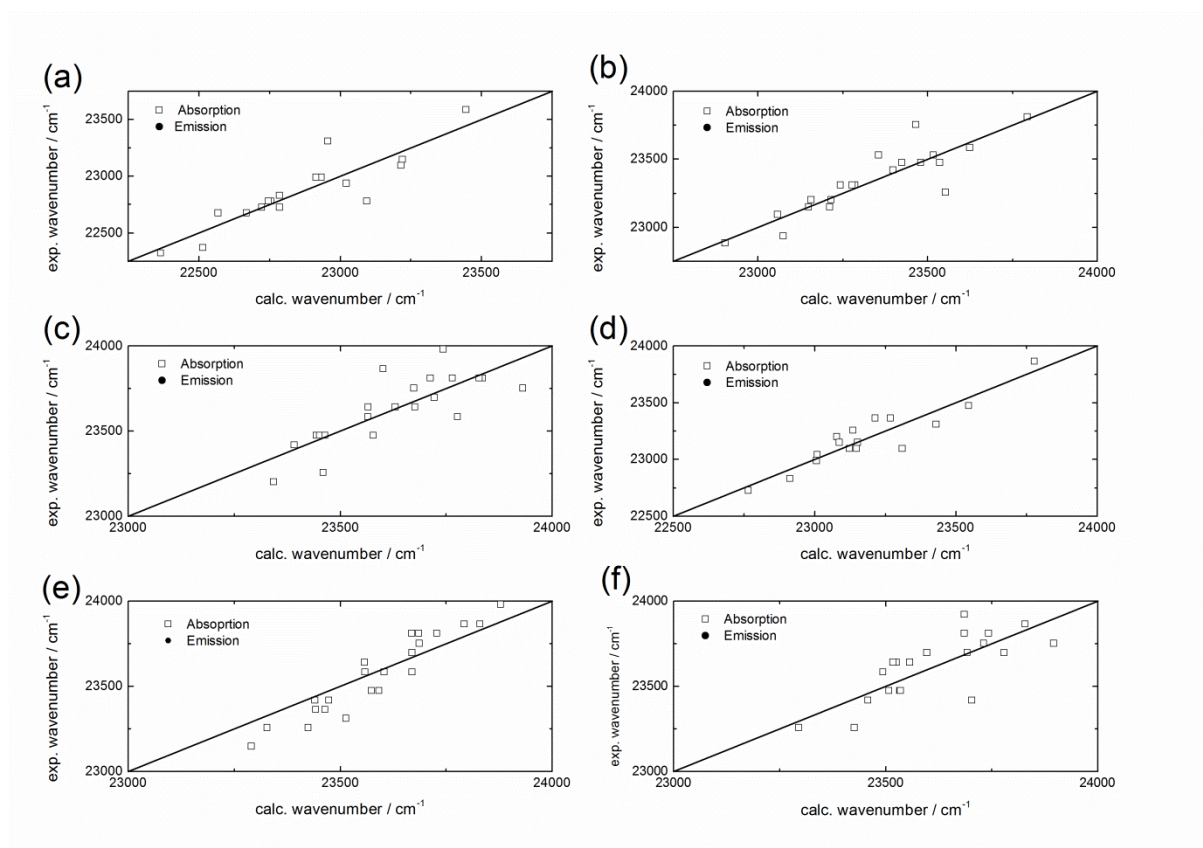 (a)
exp. wavenumber / cm-1
23500
23000
22500
Absorption
Emission
22500 23000 23500
calc. wavenumber / cm-1
(b)
exp. wavenumber / cm-1
24000
23500
23000
Absorption
Emission
23000 23500 24000
calc. wavenumber / cm-1
(c)
exp. wavenumber / cm-1
24000
23500
23000
Absorption
Emission
23000 23500 24000
calc. wavenumber / cm-1
(d)
exp. wavenumber / cm-1
24000
23500
23000
22500
Absorption
Emission
22500 23000 23500 24000
calc. wavenumber / cm-1
(e)
exp. wavenumber / cm-1
24000
23500
23000
Absorption
Emission
23000 23500 24000
calc. wavenumber / cm-1
(f)
exp. wavenumber / cm-1
24000
23500
23000
Absorption
Emission
23000 23500 24000
calc. wavenumber / cm-1